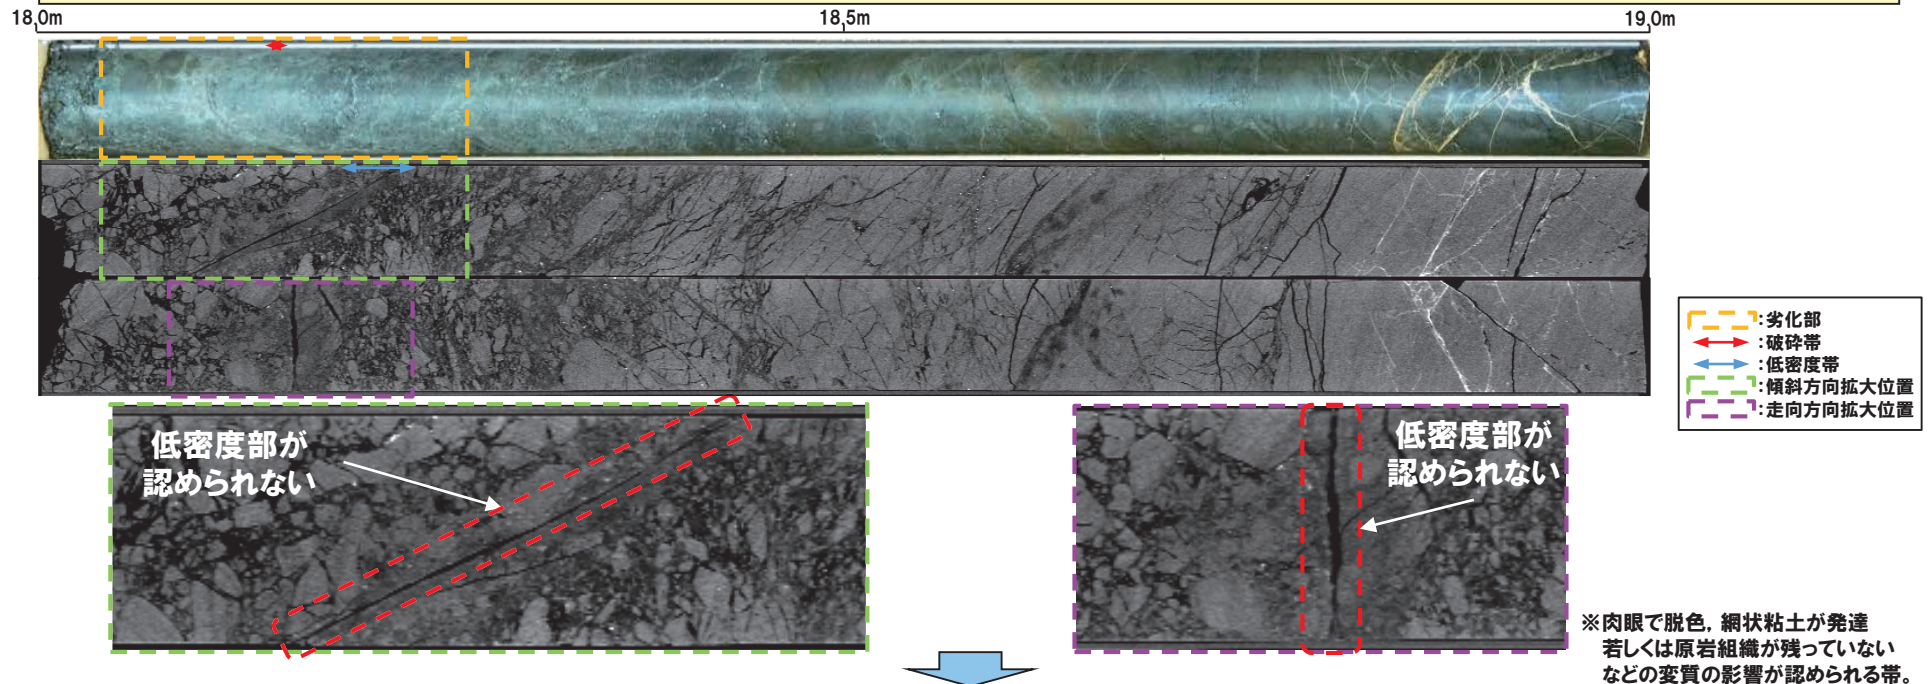 18.0m
18.5m
19.0m
:劣化部
:破砕帯
:低密度帯
:傾斜方向拡大位置
:走向方向拡大位置
低密度部が
認められない
低密度部が
認められない
※肉眼で脱色，網状粘土が発達
若しくは原岩組織が残っていない
などの変質の影響が認められる帯。